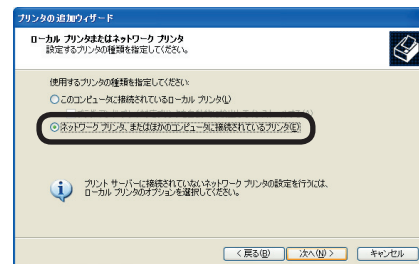 プリンタの追加ウィザード
ローカル プリンタまたはネットワーク プリンタ
設定するプリンタの種類を指定してください。
使用するプリンタの種類を指定してください:
このコンピュータに接続されているローカル プリンタ(L)
ネットワーク プリンタ、またはほかのコンピュータに接続されているプリンタ(E)
プリント サーバーに接続されていないネットワーク プリンタの設定を行うには、
ローカル プリンタのオプションを選択してください。
< 戻る(B)
次へ(N) >
キャンセル